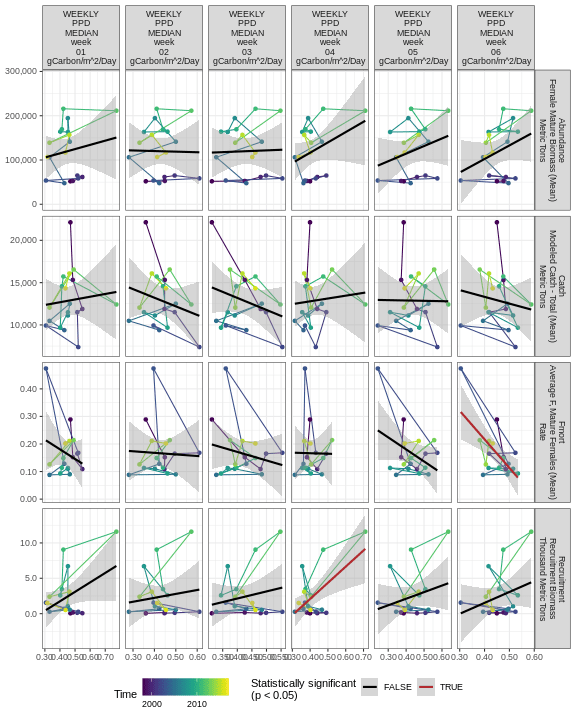 WEEKLY PPD MEDIAN week 01 gCarbon/m^2/Day
WEEKLY PPD MEDIAN week 02 gCarbon/m^2/Day
WEEKLY PPD MEDIAN week 03 gCarbon/m^2/Day
WEEKLY PPD MEDIAN week 04 gCarbon/m^2/Day
WEEKLY PPD MEDIAN week 05 gCarbon/m^2/Day
WEEKLY PPD MEDIAN week 06 gCarbon/m^2/Day
300,000
200,000
100,000
0
Abundance
Female Mature Biomass (Mean)
Metric Tons
20,000
15,000
10,000
Catch
Modeled Catch - Total (Mean)
Metric Tons
0.40
0.30
0.20
0.10
0.00
Fmort
Average F, Mature Females (Mean)
Rate
10.0
5.0
0.0
Recruitment
Recruitment Biomass
Thousand Metric Tons
0.30 0.40 0.50 0.60 0.70
0.30 0.40 0.50 0.60
0.30 0.40 0.50 0.60 0.70
0.30 0.40 0.50 0.60
0.30 0.40 0.50 0.60
Time
2000 2010
Statistically significant
(p < 0.05)
FALSE
TRUE